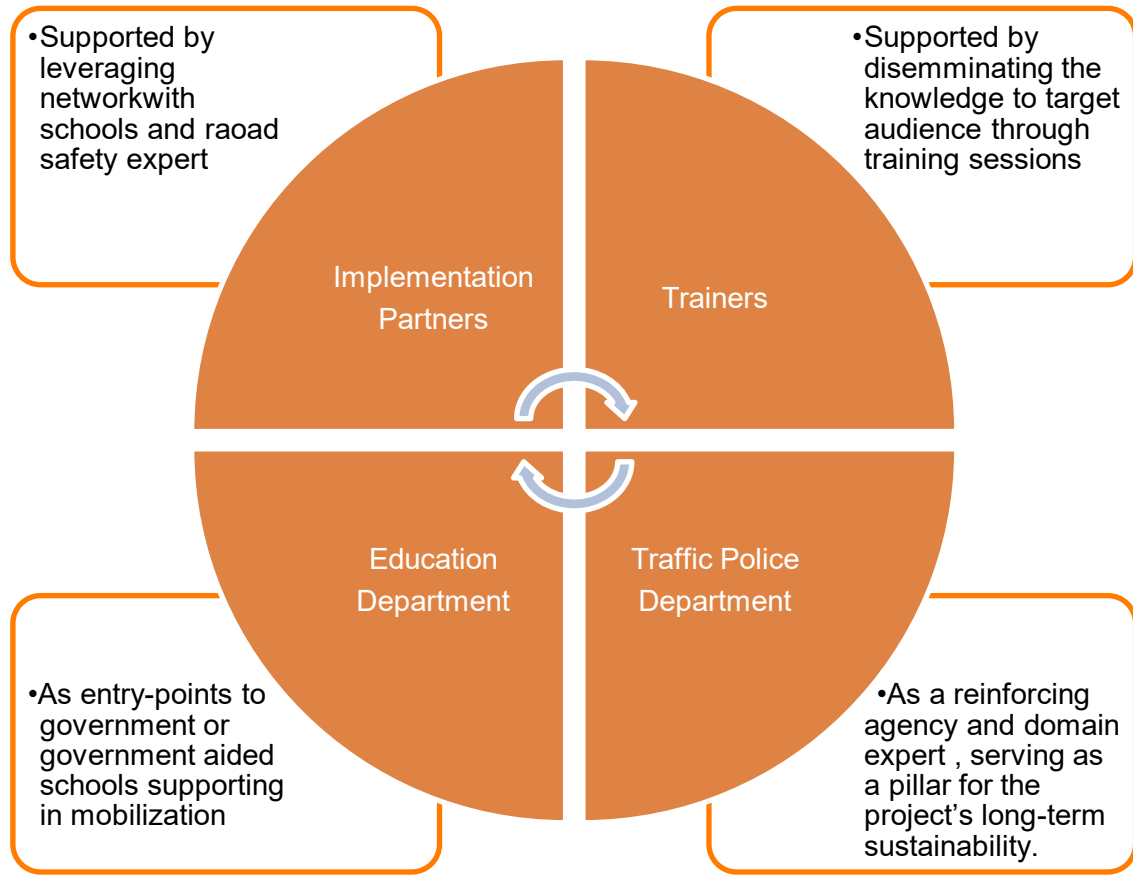 •Supported by
leveraging
networkwith
schools and raoad
safety expert
•Supported by
disemminating the
knowledge to target
audience through
training sessions
Implementation
Partners
Trainers
Education
Department
Traffic Police
Department
•As entry-points to
government or
government aided
schools supporting
in mobilization
•As a reinforcing
agency and domain
expert , serving as
a pillar for the
project’s long-term
sustainability.